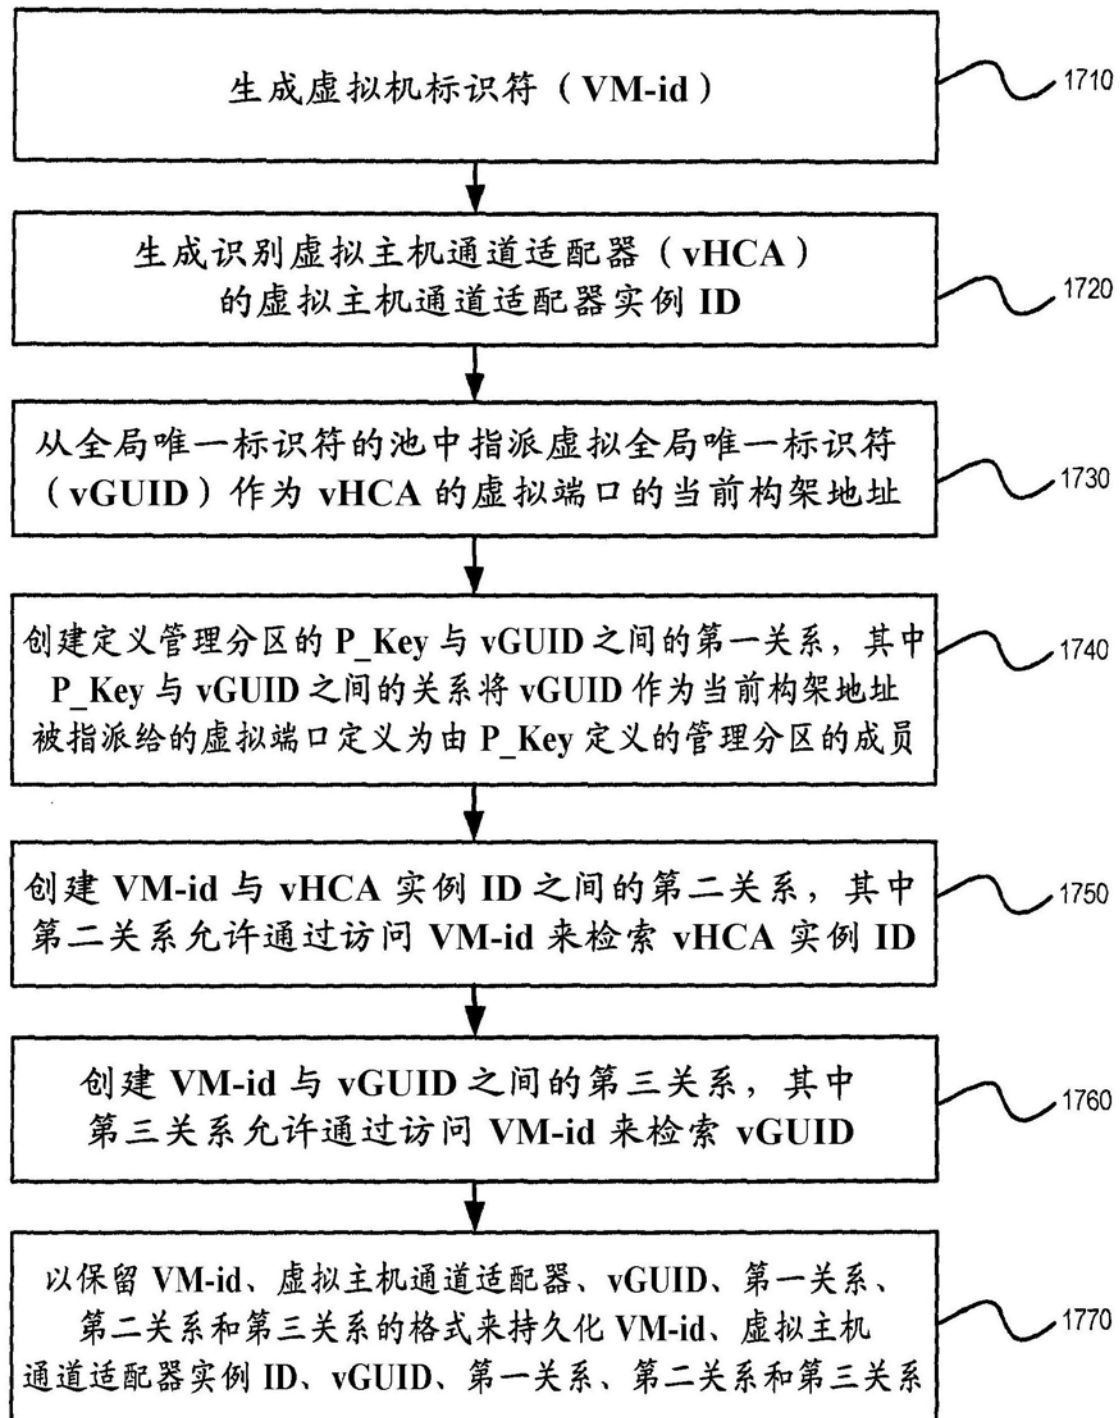 生成虚拟机标识符（VM-id）
1710
生成识别虚拟主机通道适配器（vHCA）
的虚拟主机通道适配器实例 ID
1720
从全局唯一标识符的池中指派虚拟全局唯一标识符
（vGUID）作为 vHCA 的虚拟端口的当前构架地址
1730
创建定义管理分区的 P_Key 与 vGUID 之间的第一关系，其中
P_Key 与 vGUID 之间的关系将 vGUID 作为当前构架地址
被指派给的虚拟端口定义为由 P_Key 定义的管理分区的成员
1740
创建 VM-id 与 vHCA 实例 ID 之间的第二关系，其中
第二关系允许通过访问 VM-id 来检索 vHCA 实例 ID
1750
创建 VM-id 与 vGUID 之间的第三关系，其中
第三关系允许通过访问 VM-id 来检索 vGUID
1760
以保留 VM-id、虚拟主机通道适配器、vGUID、第一关系、
第二关系和第三关系的格式来持久化 VM-id、虚拟主机
通道适配器实例 ID、vGUID、第一关系、第二关系和第三关系
1770